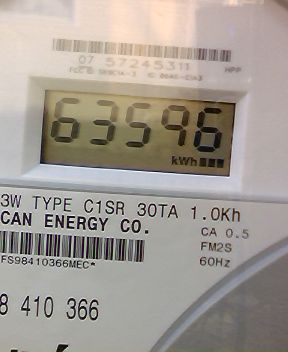 07 57245311
HPP
63596
kWh
3W TYPE C1SR 30TA 1.0Kh
CAN ENERGY CO.
CA 0.5
FM2S
60Hz
FS98410366MEC*
8 410 366